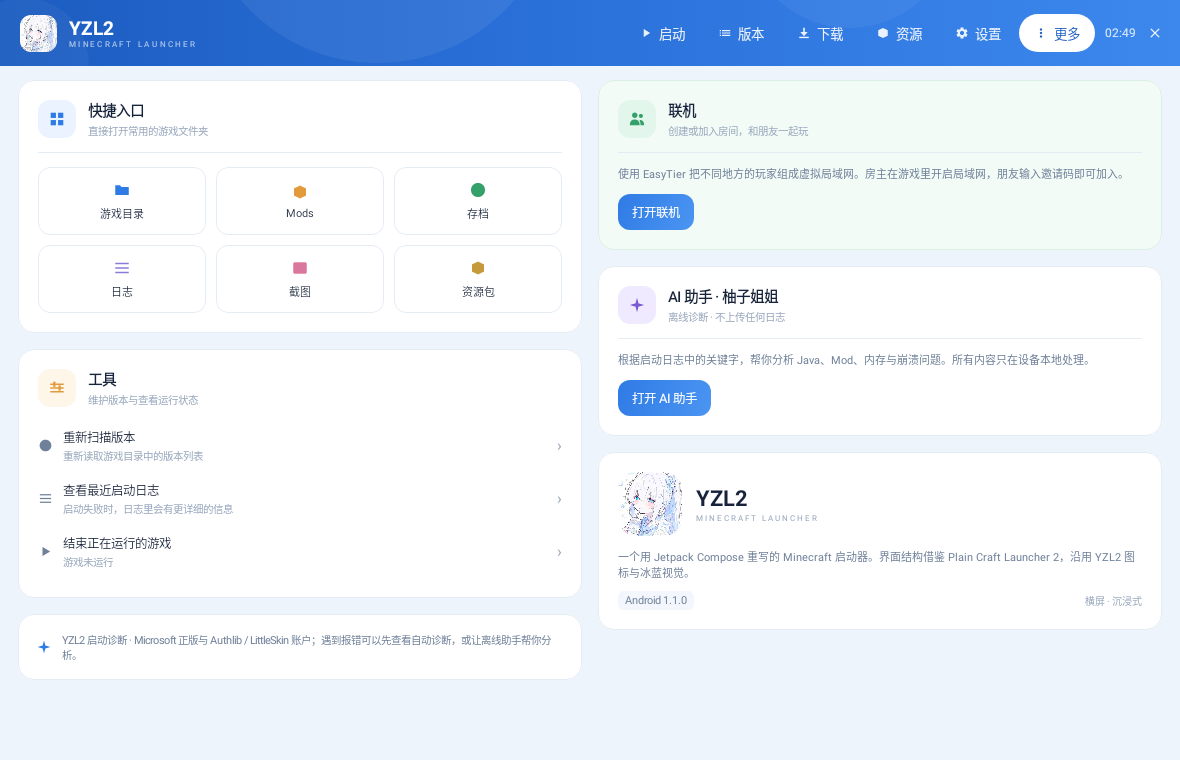 YZL2
MINECRAFT LAUNCHER
启动
版本
下载
资源
设置
更多
02:49
快捷入口
直接打开常用的游戏文件夹
游戏目录
Mods
存档
日志
截图
资源包
工具
维护版本与查看运行状态
重新扫描版本
重新读取游戏目录中的版本列表
查看最近启动日志
启动失败时，日志里会有更详细的信息
结束正在运行的游戏
游戏未运行
YZL2 启动诊断 · Microsoft 正版与 Authlib / LittleSkin 账户；遇到报错可以先查看自动诊断，或让离线助手帮你分
析。
联机
创建或加入房间，和朋友一起玩
使用 EasyTier 把不同地方的玩家组成虚拟局域网。房主在游戏里开启局域网，朋友输入邀请码即可加入。
打开联机
AI 助手 · 柚子姐姐
离线诊断 · 不上传任何日志
根据启动日志中的关键字，帮你分析 Java、Mod、内存与崩溃问题。所有内容只在设备本地处理。
打开 AI 助手
YZL2
MINECRAFT LAUNCHER
一个用 Jetpack Compose 重写的 Minecraft 启动器。界面结构借鉴 Plain Craft Launcher 2，沿用 YZL2 图
标与冰蓝视觉。
Android 1.1.0
横屏 · 沉浸式